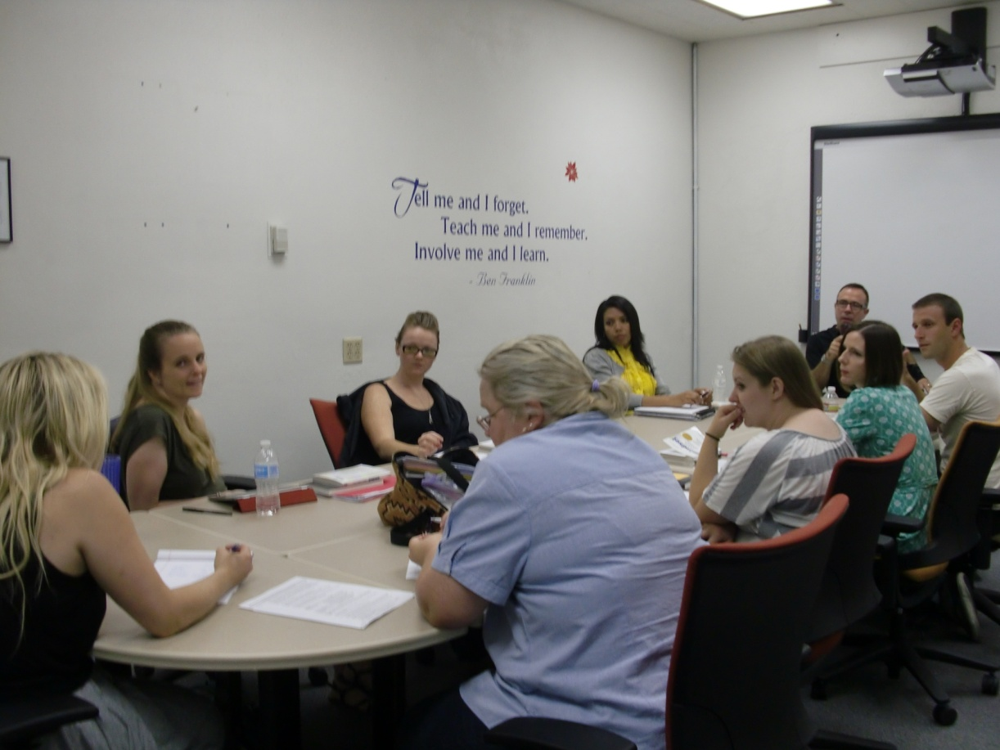 Tell me and I forget.
Teach me and I remember.
Involve me and I learn.
- Ben Franklin